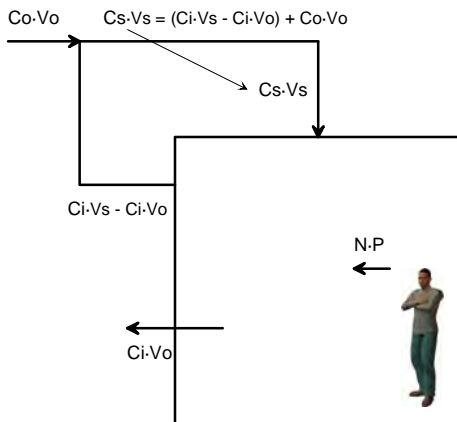 Co·Vo
Cs·Vs = (Ci·Vs - Ci·Vo) + Co·Vo
Cs·Vs
Ci·Vs - Ci·Vo
N·P
Ci·Vo